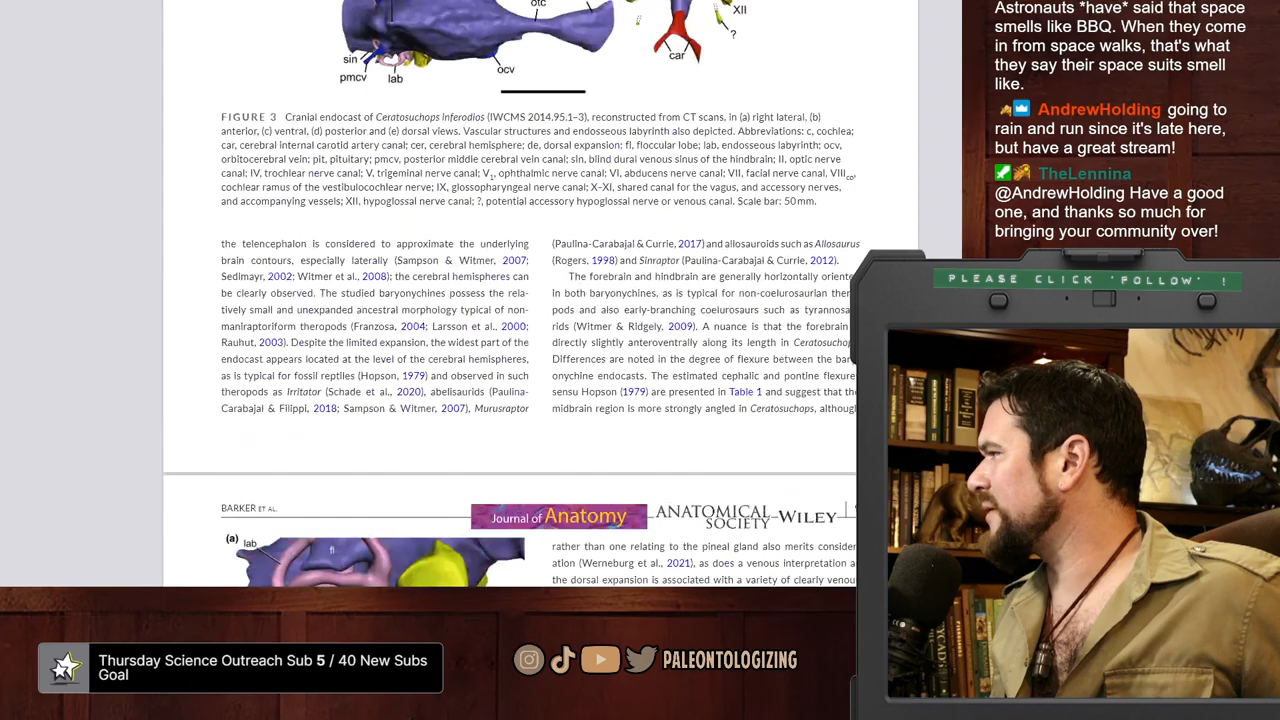 otc
XII
?
sin
pmcv
lab
ocv
car
FIGURE 3 Cranial endocast of Ceratosuchops inferodios (IWCMS 2014.95.1–3), reconstructed from CT scans, in (a) right lateral, (b)
anterior, (c) ventral, (d) posterior and (e) dorsal views. Vascular structures and endosseous labyrinth also depicted. Abbreviations: c, cochlea;
car, cerebral internal carotid artery canal; cer, cerebral hemisphere; de, dorsal expansion; fl, floccular lobe; lab, endosseous labyrinth; ocv,
orbitocerebral vein; pit, pituitary; pmcv, posterior middle cerebral vein canal; sin, blind dural venous sinus of the hindbrain; II, optic nerve
canal; IV, trochlear nerve canal; V, trigeminal nerve canal; V1, ophthalmic nerve canal; VI, abducens nerve canal; VII, facial nerve canal, VIIIco,
cochlear ramus of the vestibulocochlear nerve; IX, glossopharyngeal nerve canal; X–XI, shared canal for the vagus, and accessory nerves,
and accompanying vessels; XII, hypoglossal nerve canal; ?, potential accessory hypoglossal nerve or venous canal. Scale bar: 50 mm.
the telencephalon is considered to approximate the underlying
brain contours, especially laterally (Sampson & Witmer, 2007;
Sedlmayr, 2002; Witmer et al., 2008); the cerebral hemispheres can
be clearly observed. The studied baryonychines possess the rela-
tively small and unexpanded ancestral morphology typical of non-
maniraptoriform theropods (Franzosa, 2004; Larsson et al., 2000;
Rauhut, 2003). Despite the limited expansion, the widest part of the
endocast appears located at the level of the cerebral hemispheres,
as is typical for fossil reptiles (Hopson, 1979) and observed in such
theropods as Irritator (Schade et al., 2020), abelisaurids (Paulina-
Carabajal & Filippi, 2018; Sampson & Witmer, 2007), Murusraptor
(Paulina-Carabajal & Currie, 2017) and allosauroids such as Allosaurus
(Rogers, 1998) and Sinraptor (Paulina-Carabajal & Currie, 2012).
The forebrain and hindbrain are generally horizontally oriente
in both baryonychines, as is typical for non-coelurosaurian ther
pods and also early-branching coelurosaurs such as tyrannosa
rids (Witmer & Ridgely, 2009). A nuance is that the forebrain
directly slightly anteroventrally along its length in Ceratosuchop
Differences are noted in the degree of flexure between the bar
onychine endocasts. The estimated cephalic and pontine flexure
sensu Hopson (1979) are presented in Table 1 and suggest that the
midbrain region is more strongly angled in Ceratosuchops, although
BARKER ET AL.
Journal of Anatomy
ANATOMICAL SOCIETY-WILEY
(a)
lab
fl
rather than one relating to the pineal gland also merits consider
ation (Werneburg et al., 2021), as does a venous interpretation a
the dorsal expansion is associated with a variety of clearly venou
Astronauts *have* said that space
smells like BBQ. When they come
in from space walks, that's what
they say their space suits smell
like.
AndrewHolding going to
rain and run since it's late here,
but have a great stream!
TheLennina
@AndrewHolding Have a good
one, and thanks so much for
bringing your community over!
PLEASE CLICK 'FOLLOW' !
Thursday Science Outreach Sub 5 / 40 New Subs
Goal
PALEONTOLOGIZING